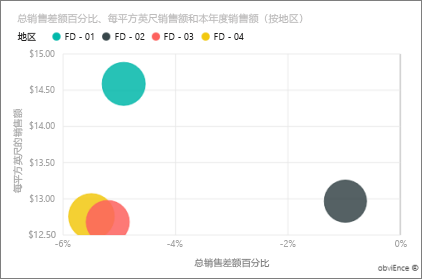 总销售差额百分比、每平方英尺销售额和本年度销售额（按地区）
地区 FD - 01 FD - 02 FD - 03 FD - 04
$15.00
$14.50
$14.00
$13.50
$13.00
$12.50
每平方英尺的销售额
-6% -4% -2% 0%
总销售差额百分比
obviEnce ©